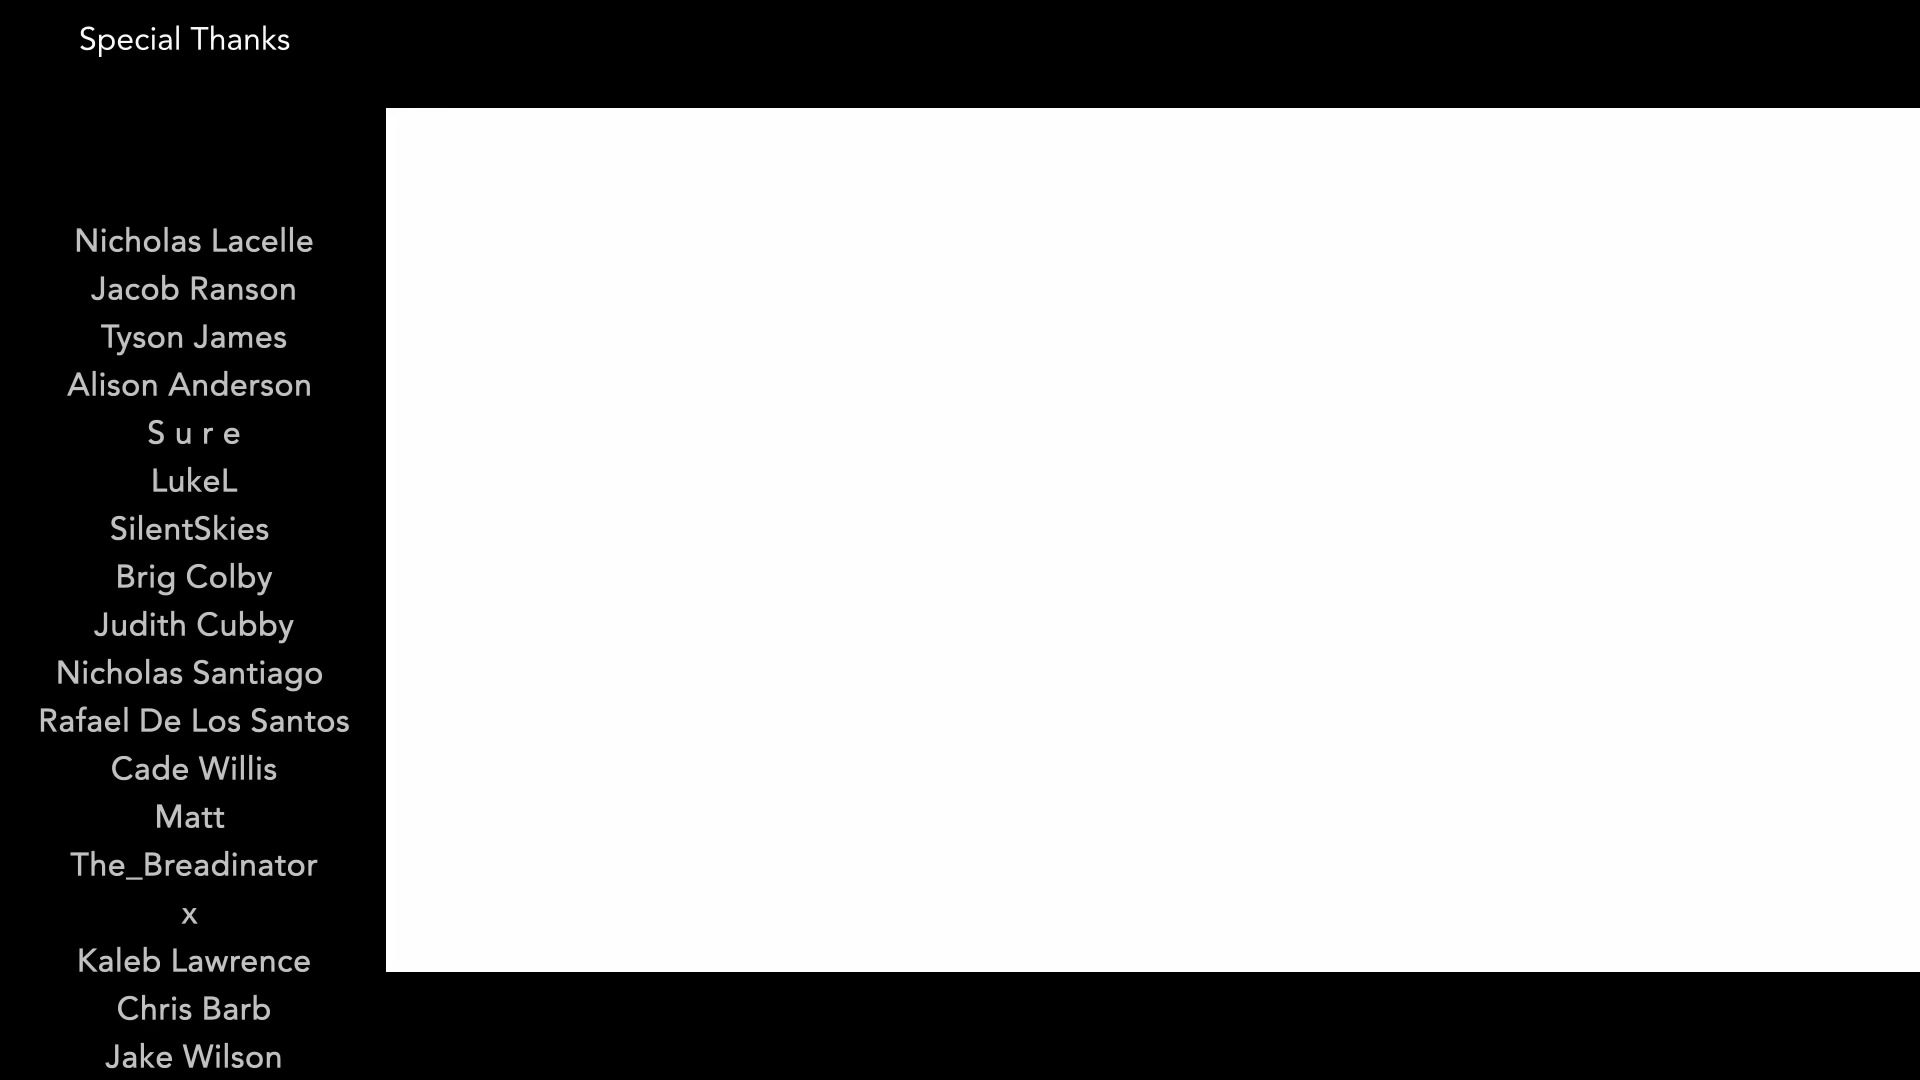 Special Thanks
Nicholas Lacelle
Jacob Ranson
Tyson James
Alison Anderson
S u r e
LukeL
SilentSkies
Brig Colby
Judith Cubby
Nicholas Santiago
Rafael De Los Santos
Cade Willis
Matt
The_Breadinator
x
Kaleb Lawrence
Chris Barb
Jake Wilson